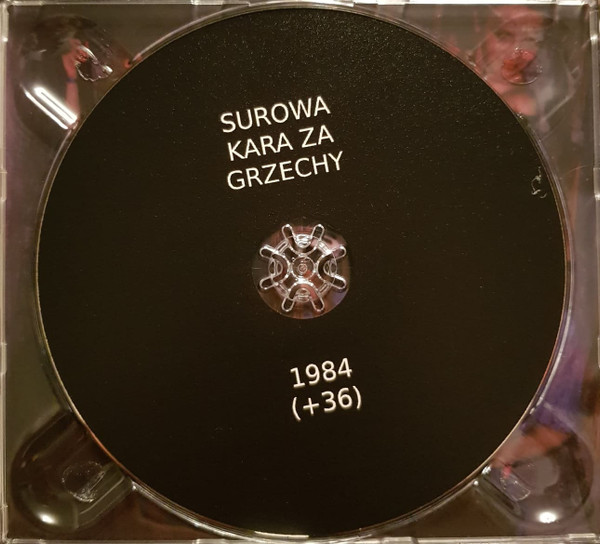 SUROWA
KARA ZA
GRZECHY
1984
(+36)